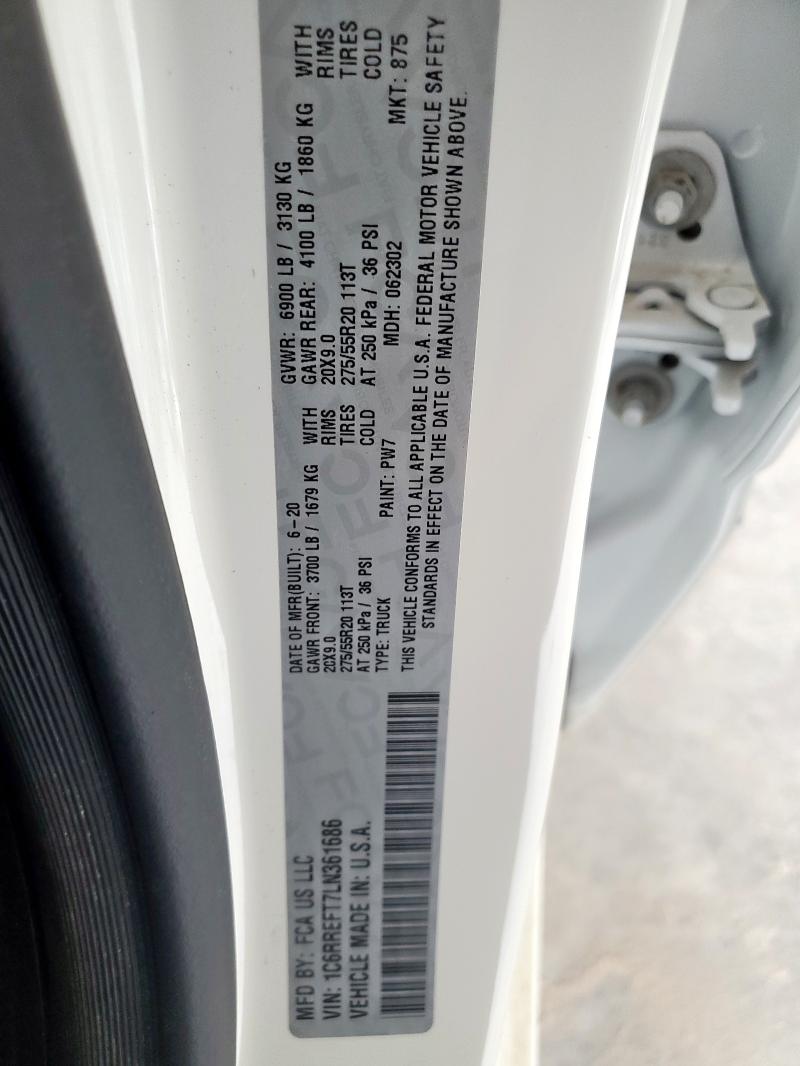 MFD BY: FCA US LLC
VIN: 1C6RREFT7LN361686
VEHICLE MADE IN: U.S.A.
DATE OF MFR(BUILT): 6-20 GVWR: 6900 LB / 3130 KG
GAWR FRONT: 3700 LB / 1679 KG WITH GAWR REAR: 4100 LB / 1860 KG WITH
20X9.0 RIMS 20X9.0 RIMS
275/55R20 113T TIRES 275/55R20 113T TIRES
AT 250 kPa / 36 PSI COLD AT 250 kPa / 36 PSI COLD
TYPE: TRUCK PAINT: PW7 MDH: 062302 MKT: 875
THIS VEHICLE CONFORMS TO ALL APPLICABLE U.S.A. FEDERAL MOTOR VEHICLE SAFETY
STANDARDS IN EFFECT ON THE DATE OF MANUFACTURE SHOWN ABOVE.